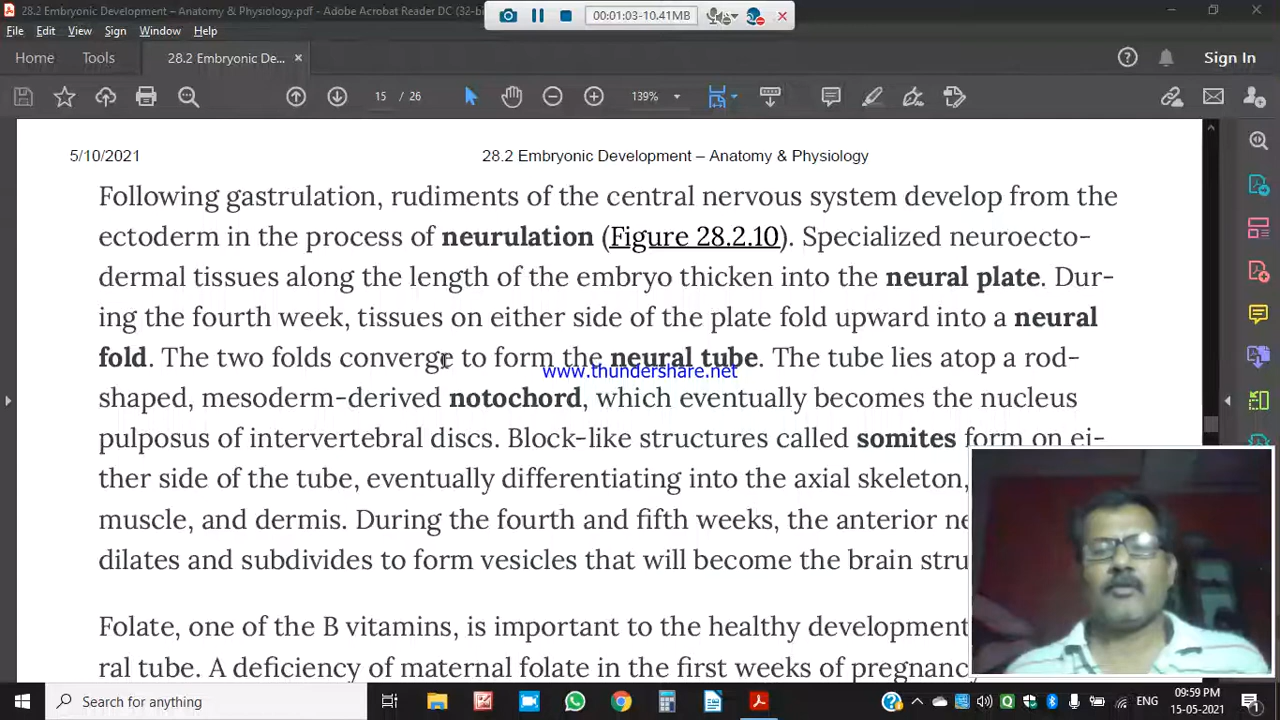 28.2 Embryonic Development – Anatomy & Physiology.pdf - Adobe Acrobat Reader DC (32-bi
00:01:03-10.41MB
File Edit View Sign Window Help
Home Tools 28.2 Embryonic De... × Sign In
15 / 26 139%
5/10/2021 28.2 Embryonic Development – Anatomy & Physiology
Following gastrulation, rudiments of the central nervous system develop from the
ectoderm in the process of neurulation (Figure 28.2.10). Specialized neuroecto-
dermal tissues along the length of the embryo thicken into the neural plate. Dur-
ing the fourth week, tissues on either side of the plate fold upward into a neural
fold. The two folds converge to form the neural tube. The tube lies atop a rod-
www.thundershare.net
shaped, mesoderm-derived notochord, which eventually becomes the nucleus
pulposus of intervertebral discs. Block-like structures called somites form on ei-
ther side of the tube, eventually differentiating into the axial skeleton,
muscle, and dermis. During the fourth and fifth weeks, the anterior ne
dilates and subdivides to form vesicles that will become the brain stru
Folate, one of the B vitamins, is important to the healthy development
ral tube. A deficiency of maternal folate in the first weeks of pregnancy
Search for anything ENG 09:59 PM
15-05-2021